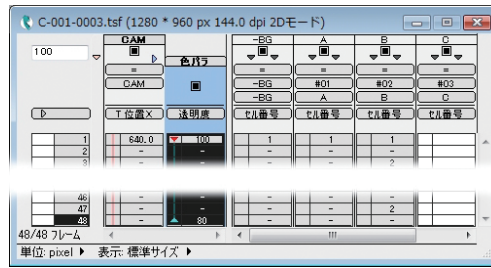 C-001-0003.tsf (1280 * 960 px 144.0 dpi 2Dモード)
CAM -BG A B C
100 色パラ
= = = = =
CAM -BG #01 #02 #03
-BG A B C
T位置X 透明度 セル番号 セル番号 セル番号 セル番号
1 640.0 100 1 1 1
2 - - - - -
3 - - - - 2
46 - - - - -
47 - - - - 2
48 - 80 - - -
48/48 フレーム
単位: pixel 表示: 標準サイズ